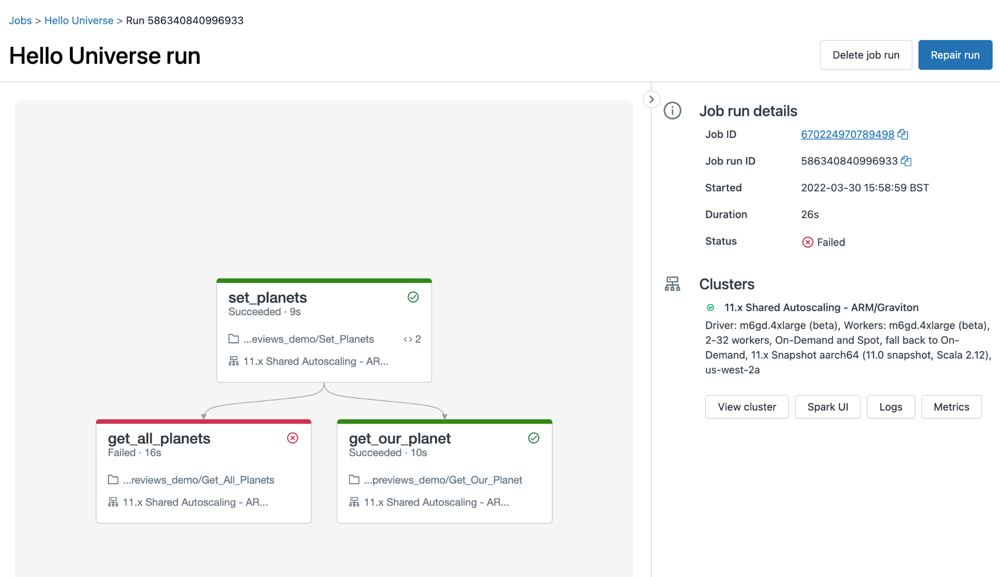 Jobs > Hello Universe > Run 586340840996933
Hello Universe run
Delete job run
Repair run
set_planets
Succeeded · 9s
...eviews_demo/Set_Planets
<> 2
11.x Shared Autoscaling - AR...
get_all_planets
Failed · 16s
...reviews_demo/Get_All_Planets
11.x Shared Autoscaling - AR...
get_our_planet
Succeeded · 10s
...previews_demo/Get_Our_Planet
11.x Shared Autoscaling - AR...
Job run details
Job ID 670224970789498
Job run ID 586340840996933
Started 2022-03-30 15:58:59 BST
Duration 26s
Status Failed
Clusters
11.x Shared Autoscaling - ARM/Graviton
Driver: m6gd.4xlarge (beta), Workers: m6gd.4xlarge (beta),
2-32 workers, On-Demand and Spot, fall back to On-
Demand, 11.x Snapshot aarch64 (11.0 snapshot, Scala 2.12),
us-west-2a
View cluster
Spark UI
Logs
Metrics